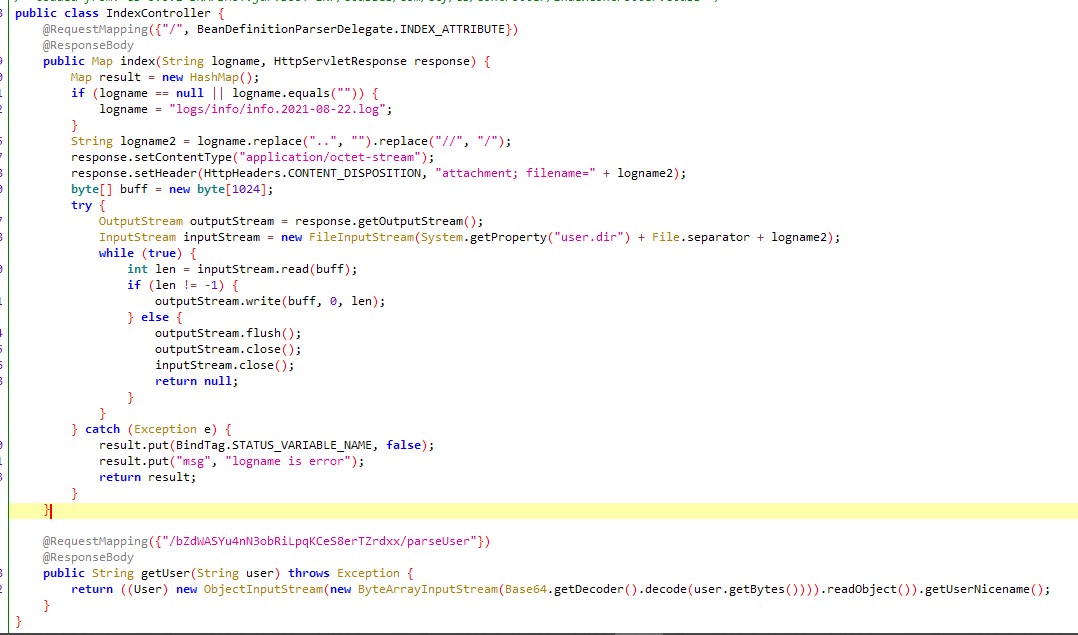 public class IndexController {
@RequestMapping({"/", BeanDefinitionParserDelegate.INDEX_ATTRIBUTE})
@ResponseBody
public Map index(String logname, HttpServletResponse response) {
Map result = new HashMap();
if (logname == null || logname.equals("")) {
logname = "logs/info/info.2021-08-22.log";
}
String logname2 = logname.replace("..", "").replace("//", "/");
response.setContentType("application/octet-stream");
response.setHeader(HttpHeaders.CONTENT_DISPOSITION, "attachment; filename=" + logname2);
byte[] buff = new byte[1024];
try {
OutputStream outputStream = response.getOutputStream();
InputStream inputStream = new FileInputStream(System.getProperty("user.dir") + File.separator + logname2);
while (true) {
int len = inputStream.read(buff);
if (len != -1) {
outputStream.write(buff, 0, len);
} else {
outputStream.flush();
outputStream.close();
inputStream.close();
return null;
}
}
} catch (Exception e) {
result.put(BindTag.STATUS_VARIABLE_NAME, false);
result.put("msg", "logname is error");
return result;
}
}
@RequestMapping({"/bZdWASYu4nN3obRiLpqKCeS8erTZrdxx/parseUser"})
@ResponseBody
public String getUser(String user) throws Exception {
return ((User) new ObjectInputStream(new ByteArrayInputStream(Base64.getDecoder().decode(user.getBytes()))).readObject()).getUserNicename();
}
}